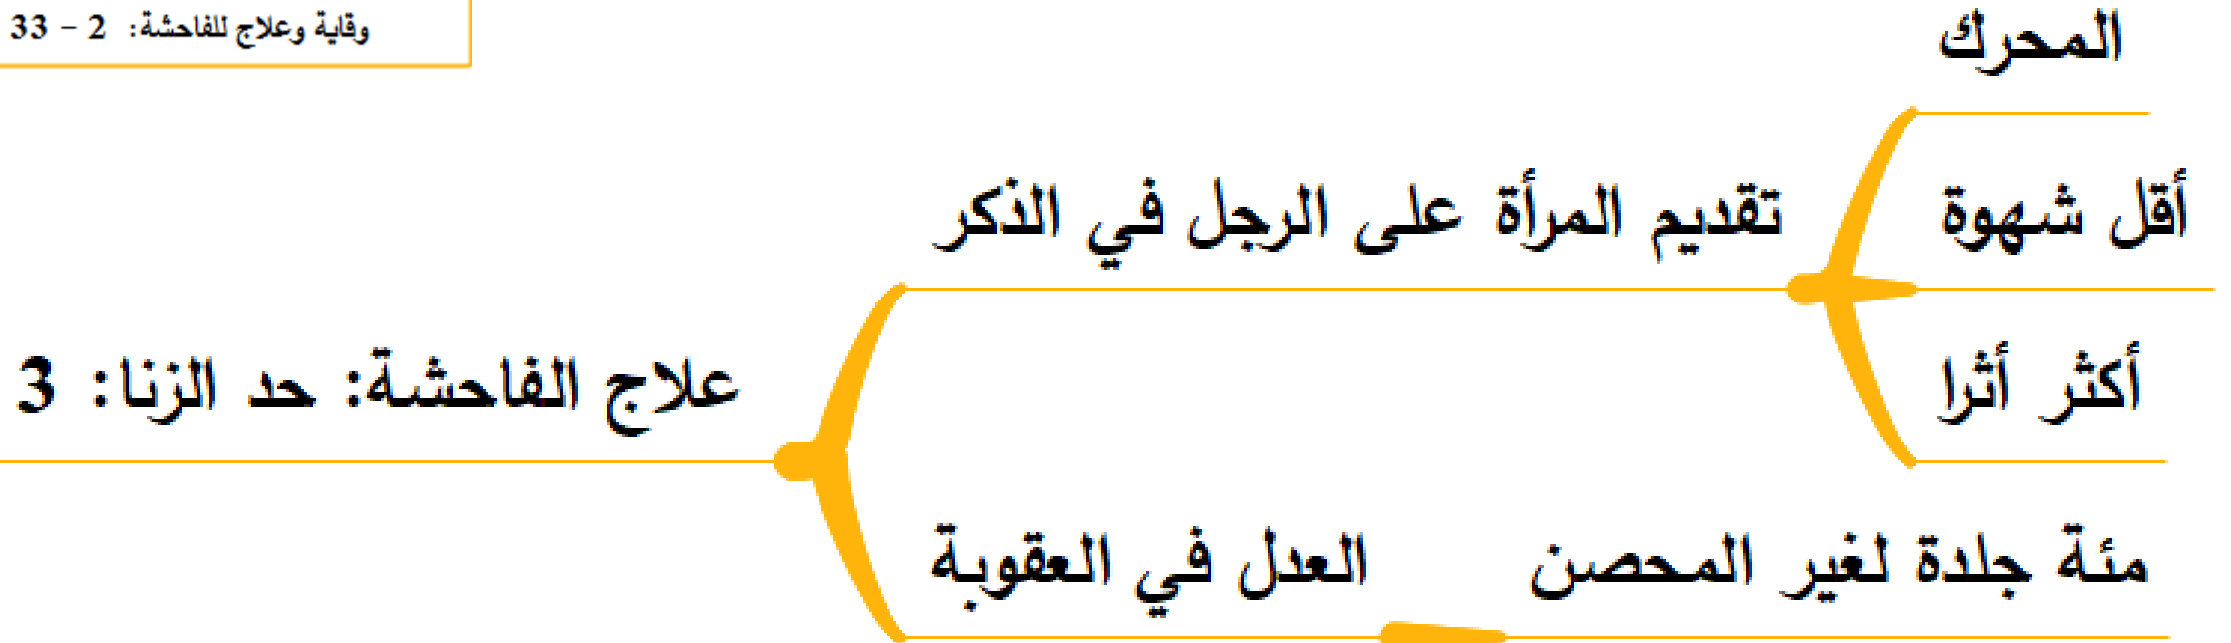 وقاية وعلاج للفاحشة: 2 - 33
المحرك
تقديم المرأة على الرجل في الذكر
أقل شهوة
علاج الفاحشة: حد الزنا: 3
أكثر أثرا
العدل في العقوبة
مئة جلدة لغير المحصن